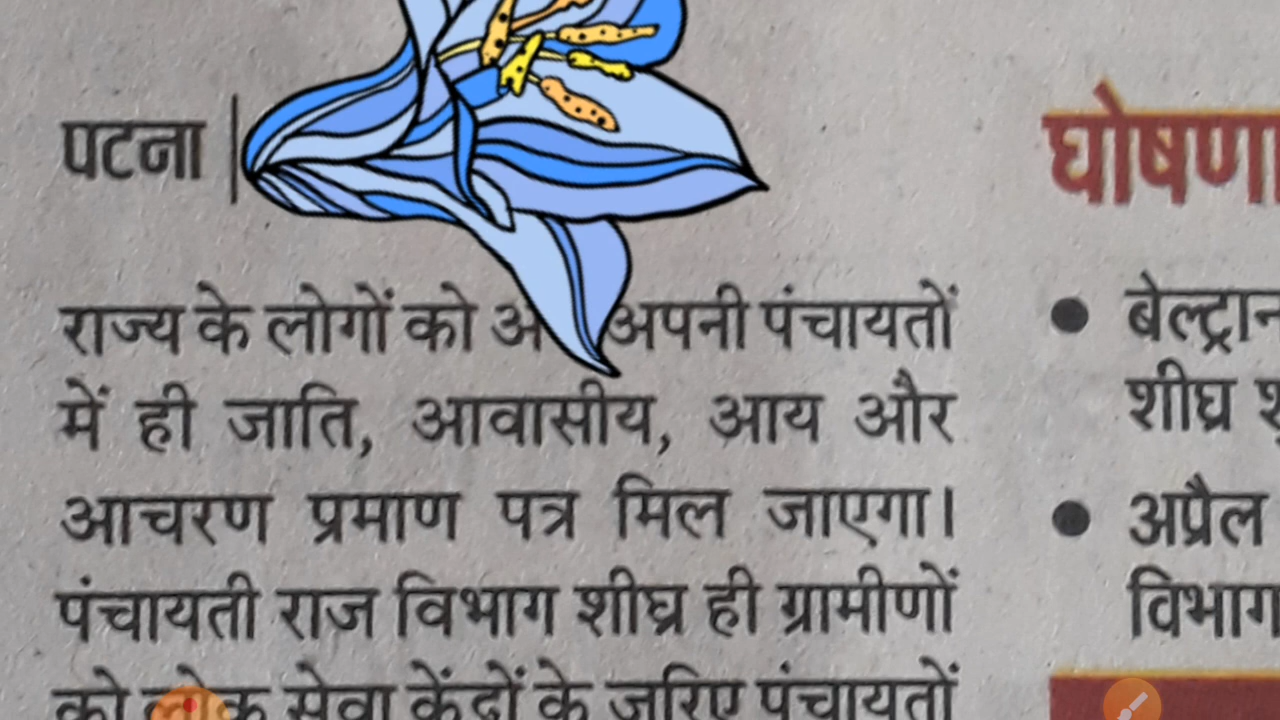 पटना |
राज्य के लोगों को अपनी पंचायतों
में ही जाति, आवासीय, आय और
आचरण प्रमाण पत्र मिल जाएगा।
पंचायती राज विभाग शीघ्र ही ग्रामीणों
को लोक सेवा केंद्रों के जरिए पंचायतों
घोषणा
• बेल्ट्रान
शीघ्र
• अप्रैल
विभाग